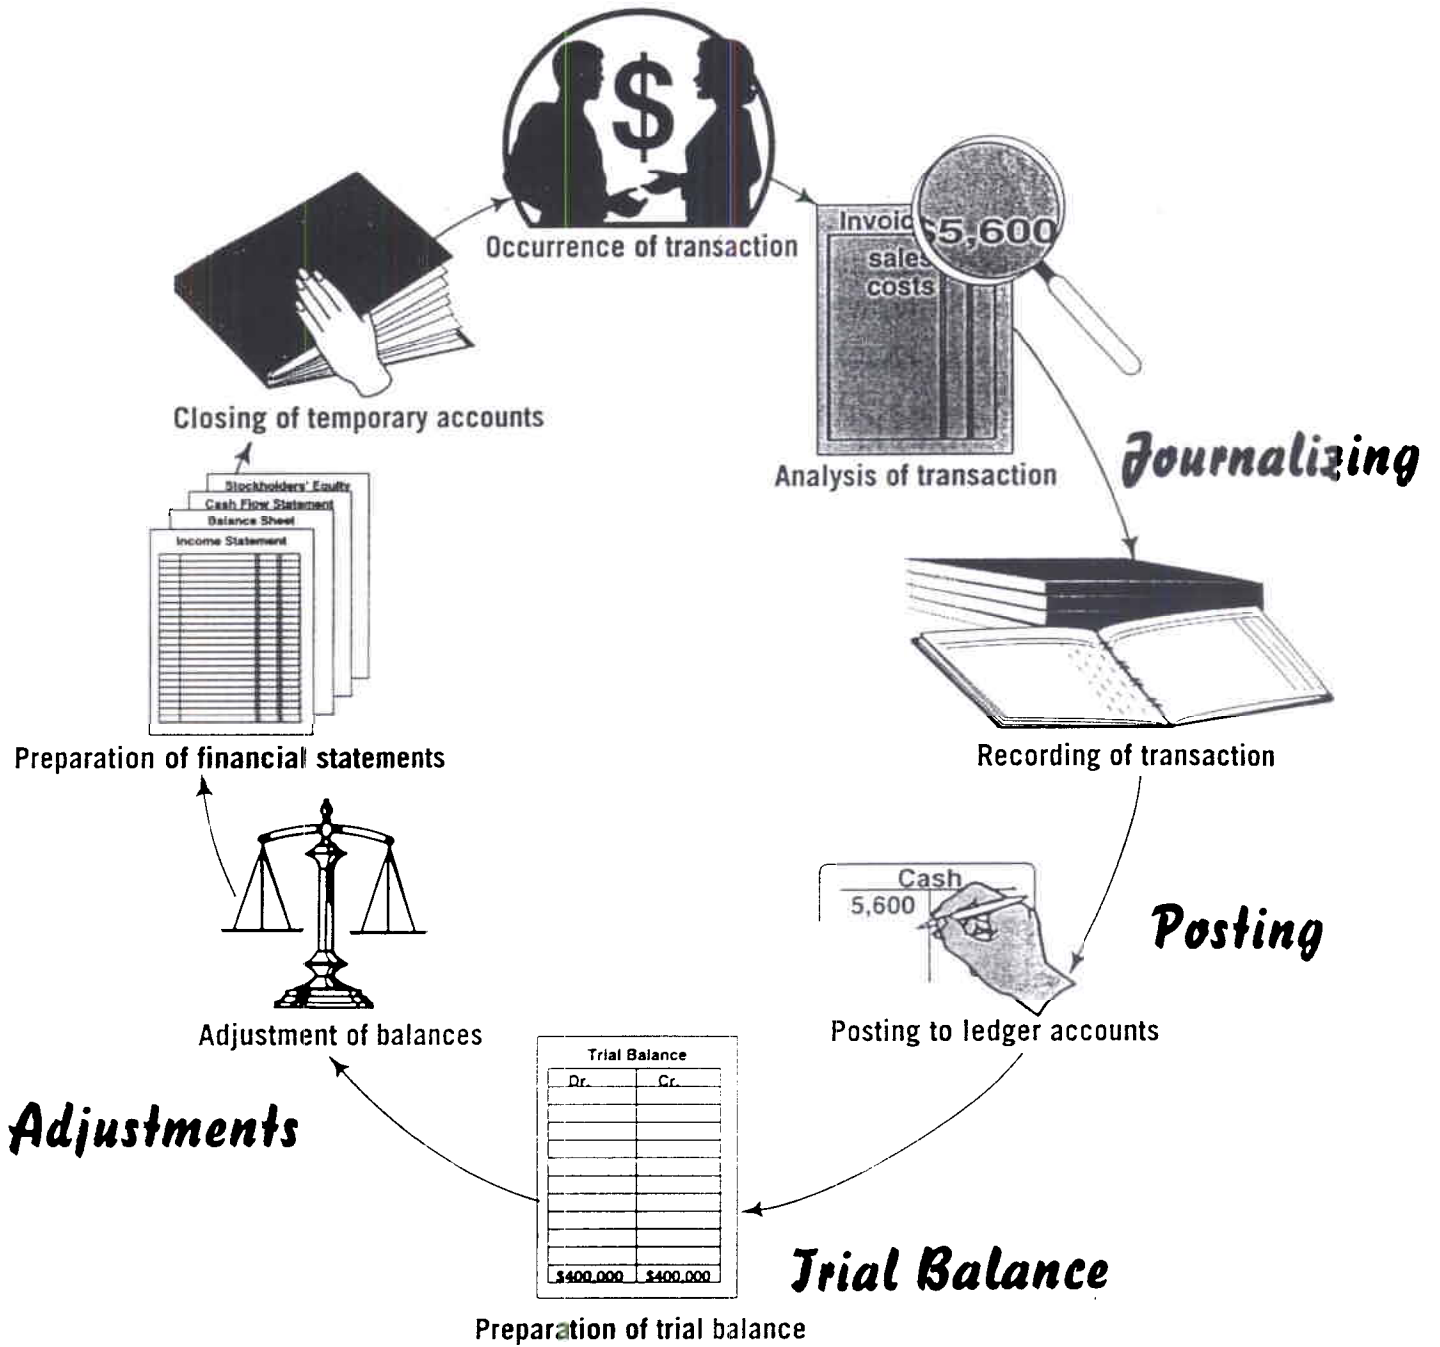 $
Occurrence of transaction
Invoic
$5,600
sales
costs
Analysis of transaction
Journalizing
Recording of transaction
Cash
5,600
Posting
Posting to ledger accounts
Trial Balance
Dr. Cr.
$400,000 $400,000
Trial Balance
Preparation of trial balance
Adjustment of balances
Adjustments
Stockholders' Equity
Cash Flow Statement
Balance Sheet
Income Statement
Preparation of financial statements
Closing of temporary accounts